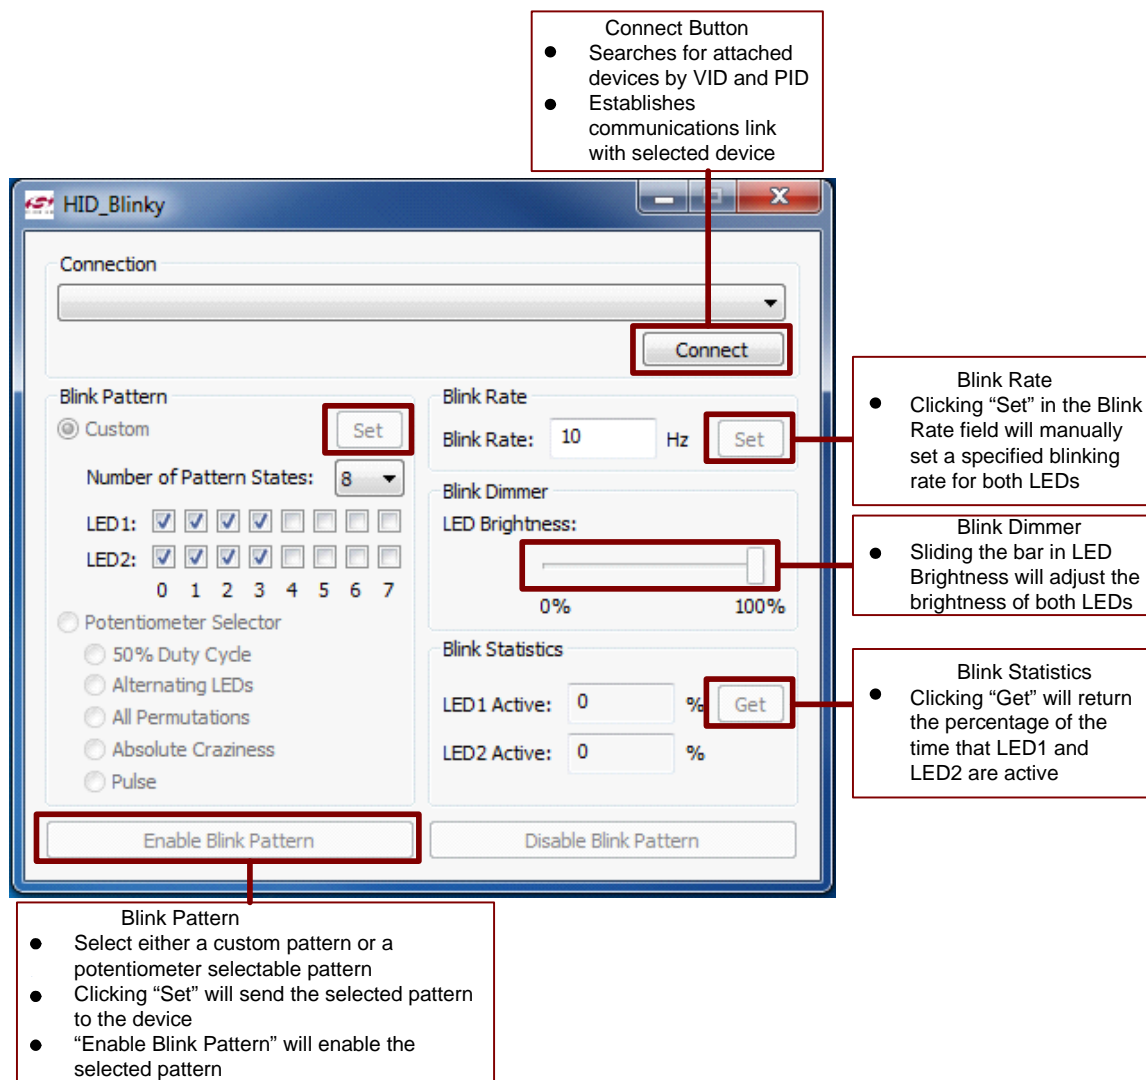 Connect Button
● Searches for attached
devices by VID and PID
● Establishes
communications link
with selected device
HID_Blinky
Connection
Connect
Blink Pattern
Custom
Set
Number of Pattern States: 8
LED1:
LED2:
0 1 2 3 4 5 6 7
Potentiometer Selector
50% Duty Cycle
Alternating LEDs
All Permutations
Absolute Craziness
Pulse
Blink Rate
Blink Rate: 10 Hz Set
Blink Dimmer
LED Brightness:
0% 100%
Blink Statistics
LED1 Active: 0 % Get
LED2 Active: 0 %
Enable Blink Pattern
Disable Blink Pattern
Blink Rate
● Clicking “Set” in the Blink
Rate field will manually
set a specified blinking
rate for both LEDs
Blink Dimmer
● Sliding the bar in LED
Brightness will adjust the
brightness of both LEDs
Blink Statistics
● Clicking “Get” will return
the percentage of the
time that LED1 and
LED2 are active
Blink Pattern
● Select either a custom pattern or a
potentiometer selectable pattern
● Clicking “Set” will send the selected pattern
to the device
● “Enable Blink Pattern” will enable the
selected pattern